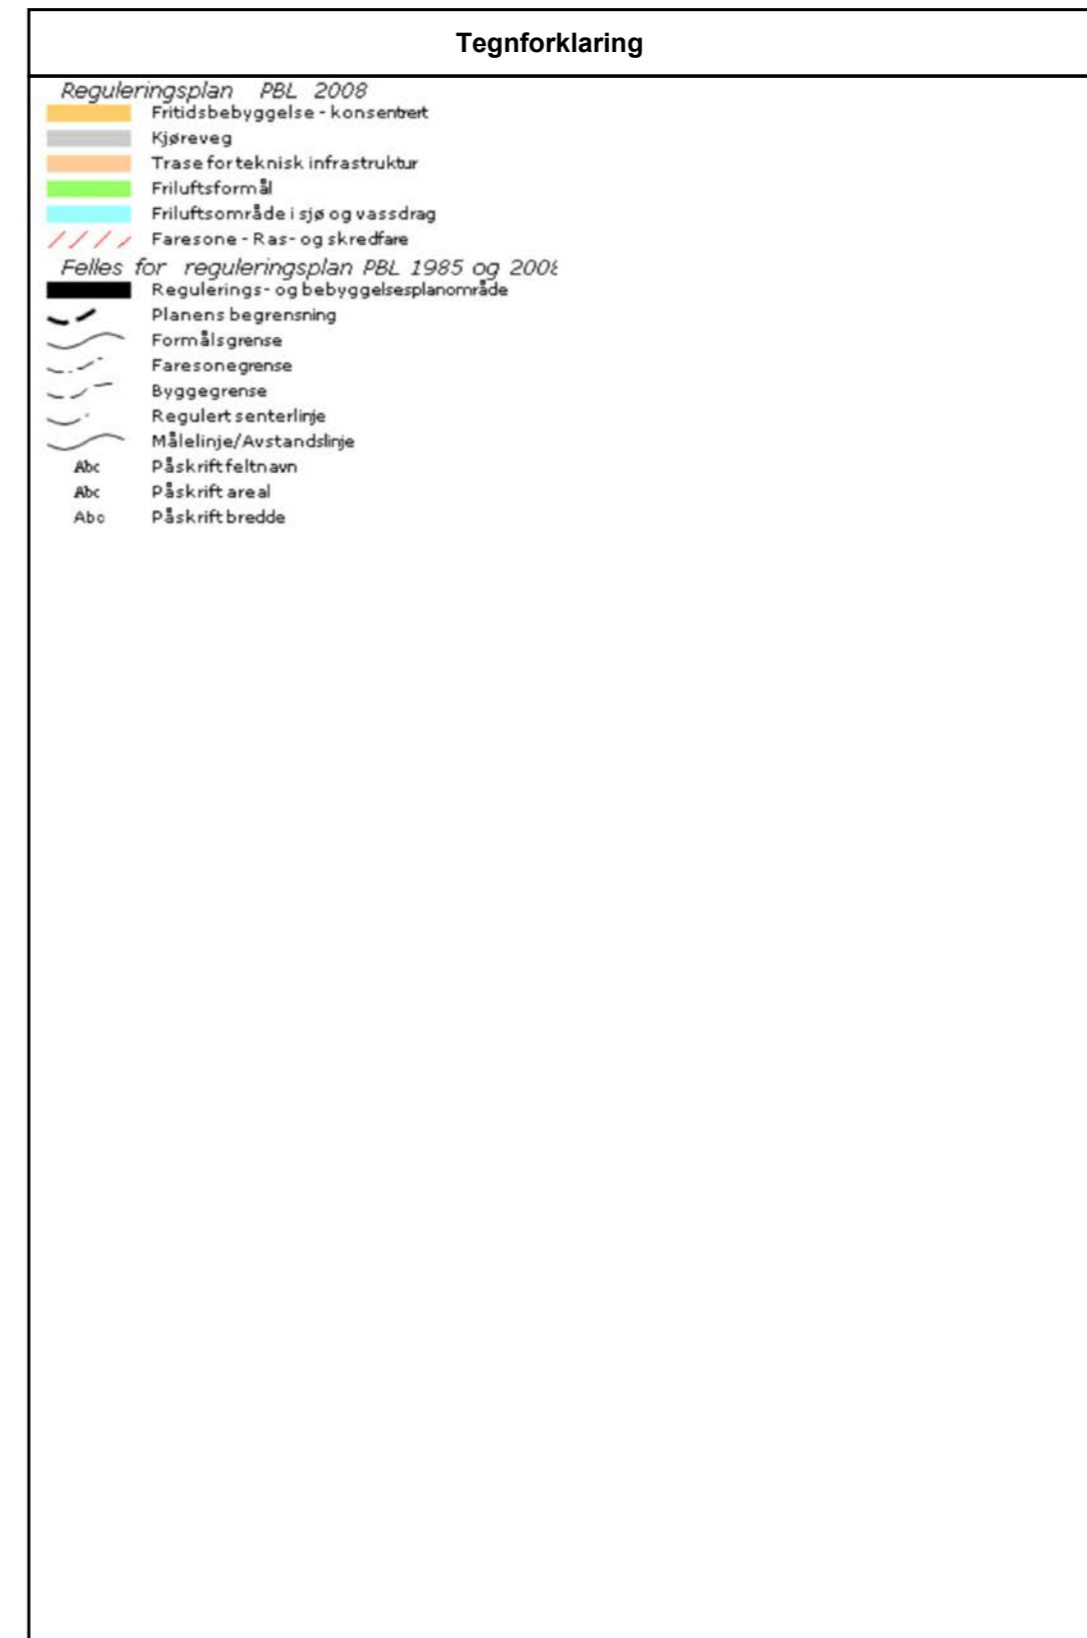 Tegnforklaring
Reguleringsplan PBL 2008
Fritidsbebyggelse - konsentrert
Kjøreveg
Trase for teknisk infrastruktur
Friluftsformål
Friluftsområde i sjø og vassdrag
Faresone - Ras- og skredfare
Felles for reguleringsplan PBL 1985 og 2008
Regulerings- og bebyggelsesplanområde
Planens begrensning
Formålsgrense
Faresonegrense
Byggegrense
Regulert senterlinje
Målelinje/Avstandslinje
Abc Påskrift feltnavn
Abc Påskrift areal
Abc Påskrift bredde